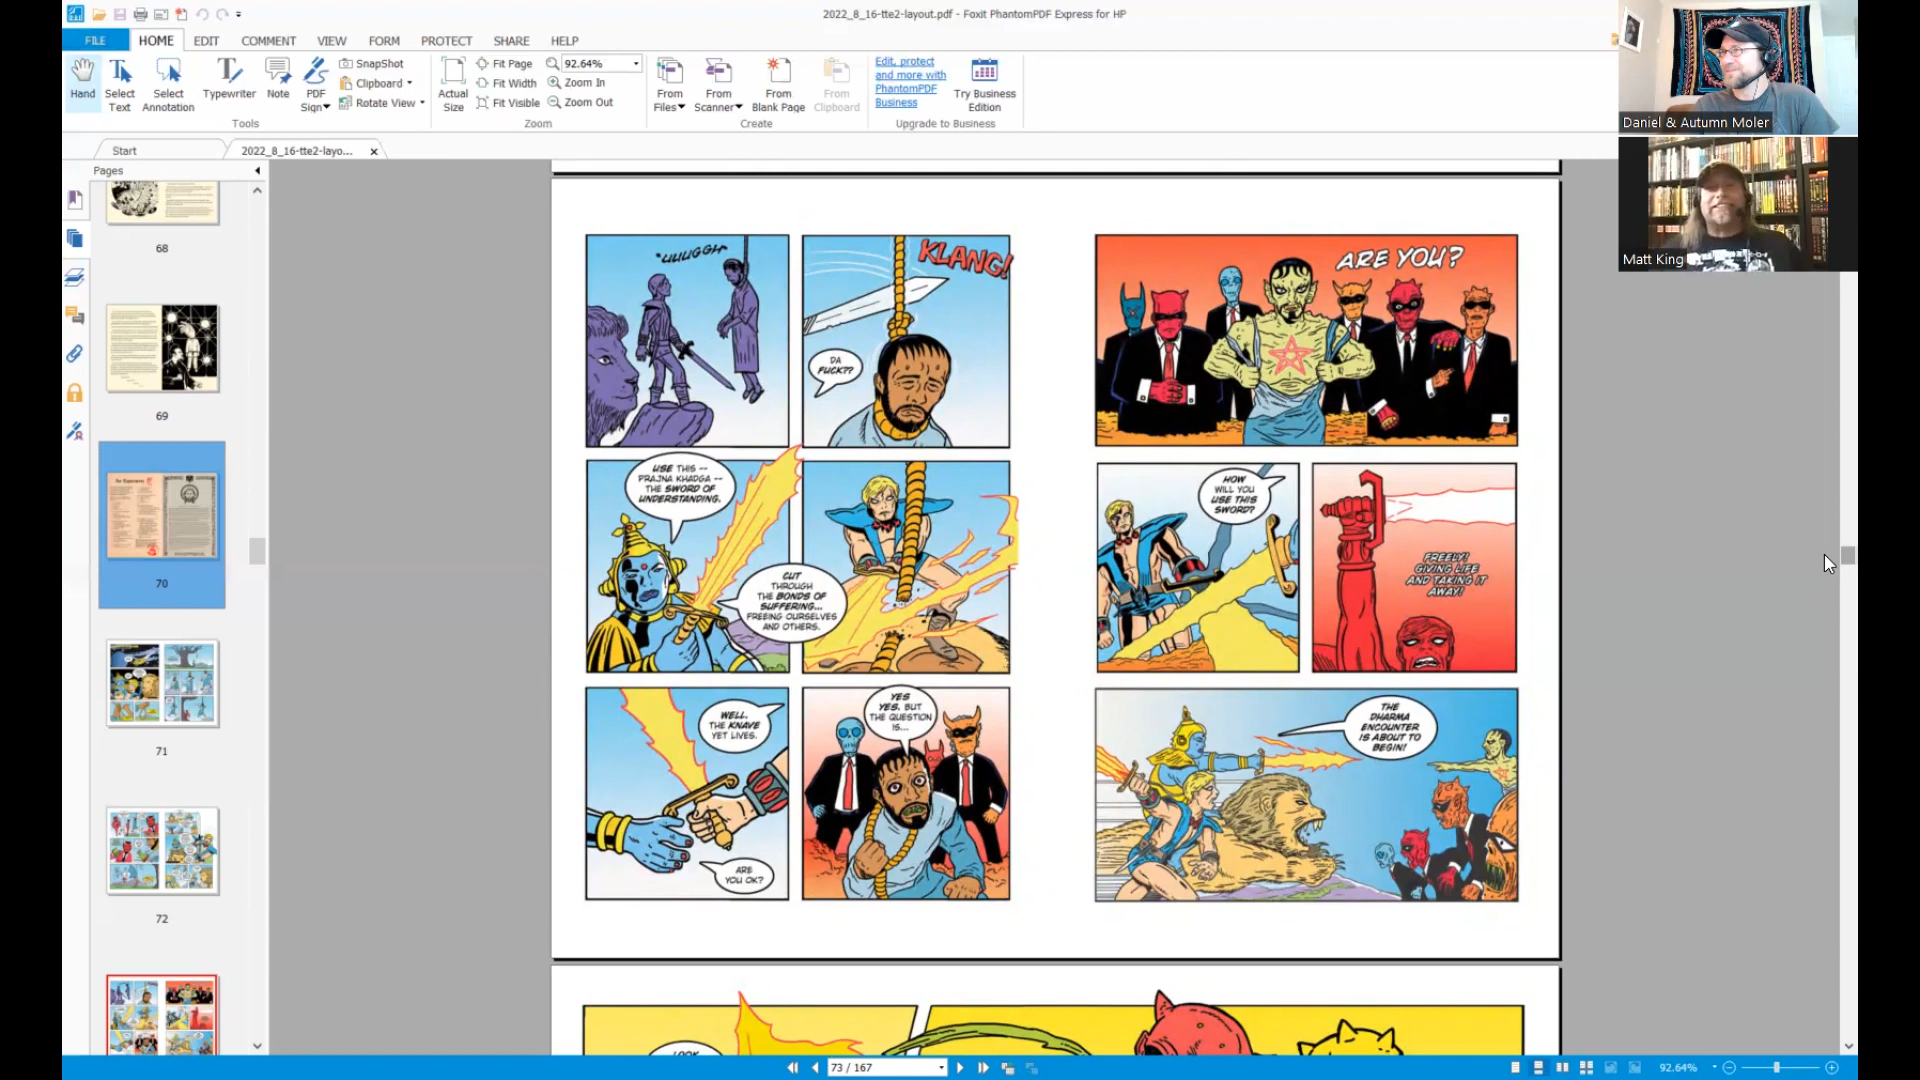 2022_8_16-tte2-layout.pdf - Foxit PhantomPDF Express for HP
FILE
HOME
EDIT
COMMENT
VIEW
FORM
PROTECT
SHARE
HELP
Hand
Select
Text
Select
Annotation
Typewriter
Note
PDF
Sign
SnapShot
Clipboard
Rotate View
Tools
Actual
Size
Fit Page
Fit Width
Fit Visible
92.64%
Zoom In
Zoom Out
Zoom
From
Files
From
Scanner
From
Blank Page
From
Clipboard
Create
Edit, protect
and more with
PhantomPDF
Business
Try Business
Edition
Upgrade to Business
Daniel & Autumn Moler
Matt King
Start
2022_8_16-tte2-layo...
Pages
68
69
70
71
72
"UUUGGH"
KLANG!
DA
FUCK??
USE THIS --
PRAJNA KHADGA --
THE SWORD OF
UNDERSTANDING.
CUT
THROUGH
THE BONDS OF
SUFFERING...
FREEING OURSELVES
AND OTHERS.
WELL.
THE KNAVE
YET LIVES.
ARE
YOU OK?
YES
YES. BUT
THE QUESTION
IS...
ARE YOU?
HOW
WILL YOU
USE THIS
SWORD?
FREELY!
GIVING LIFE
AND TAKING IT
AWAY!
THE
DHARMA
ENCOUNTER
IS ABOUT TO
BEGIN!
LOOK
73 / 167
92.64%